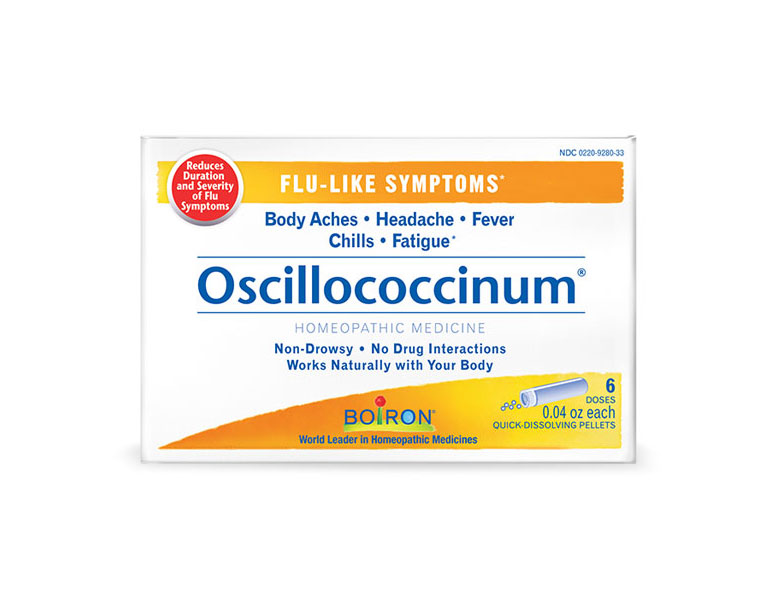 NDC 0220-9280-33
Reduces
Duration
and Severity
of Flu
Symptoms
FLU-LIKE SYMPTOMS*
Body Aches • Headache • Fever
Chills • Fatigue*
Oscillococcinum®
HOMEOPATHIC MEDICINE
Non-Drowsy • No Drug Interactions
Works Naturally with Your Body
6
DOSES
0.04 oz each
QUICK-DISSOLVING PELLETS
BOIRON®
World Leader in Homeopathic Medicines